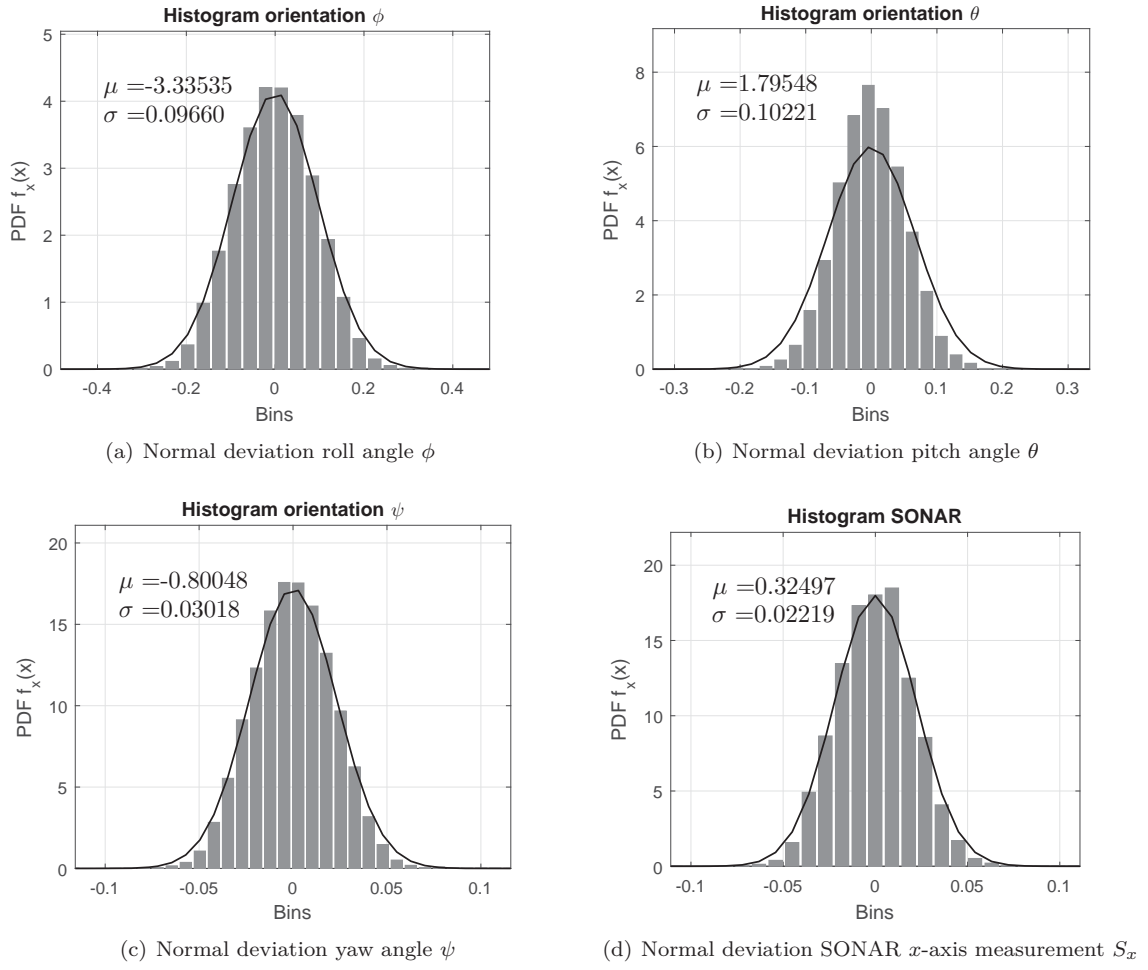 Histogram orientation ϕ
5
4
3
2
1
0
PDF f_x(x)
μ =-3.33535
σ =0.09660
-0.4 -0.2 0 0.2 0.4
Bins
(a) Normal deviation roll angle ϕ
Histogram orientation θ
8
6
4
2
0
PDF f_x(x)
μ =1.79548
σ =0.10221
-0.3 -0.2 -0.1 0 0.1 0.2 0.3
Bins
(b) Normal deviation pitch angle θ
Histogram orientation ψ
20
15
10
5
0
PDF f_x(x)
μ =-0.80048
σ =0.03018
-0.1 -0.05 0 0.05 0.1
Bins
(c) Normal deviation yaw angle ψ
Histogram SONAR
20
15
10
5
0
PDF f_x(x)
μ =0.32497
σ =0.02219
-0.1 -0.05 0 0.05 0.1
Bins
(d) Normal deviation SONAR x-axis measurement S_x